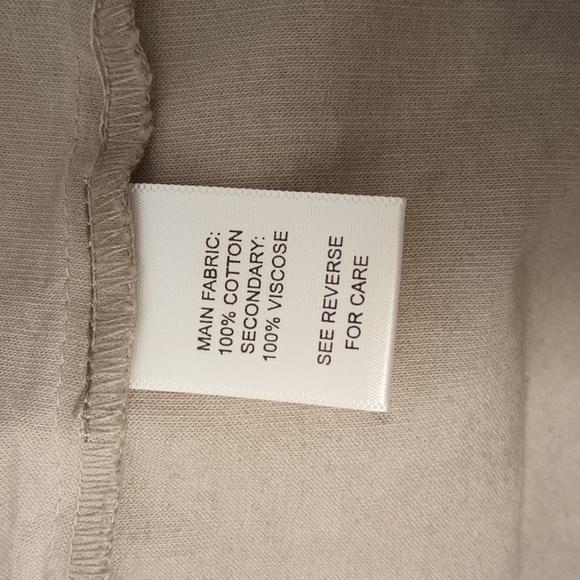 MAIN FABRIC:
100% COTTON
SECONDARY:
100% VISCOSE
SEE REVERSE
FOR CARE